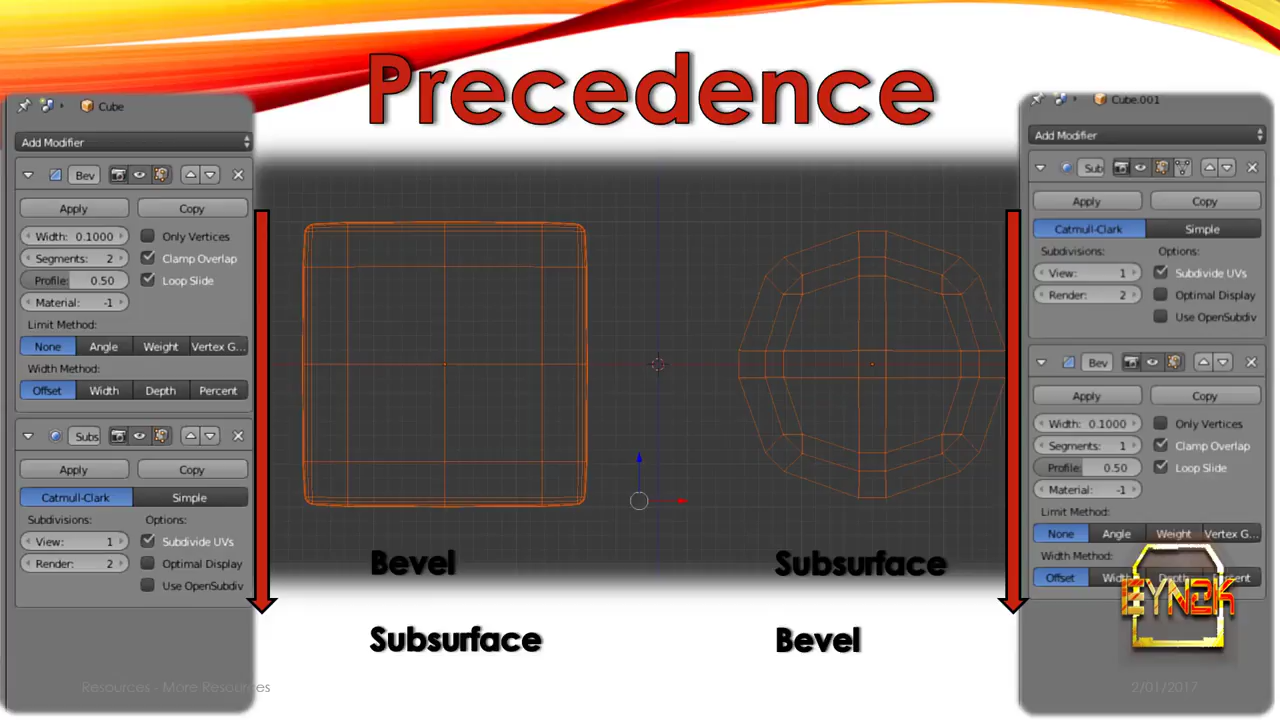 Precedence
Cube
Add Modifier
Bev
Apply Copy
Width: 0.1000 Only Vertices
Segments: 2 Clamp Overlap
Profile: 0.50 Loop Slide
Material: -1
Limit Method:
None Angle Weight Vertex G...
Width Method:
Offset Width Depth Percent
Subs
Apply Copy
Catmull-Clark Simple
Subdivisions: Options:
View: 1 Subdivide UVs
Render: 2 Optimal Display
Use OpenSubdiv
Bevel
Subsurface
Subsurface
Bevel
Cube.001
Add Modifier
Sub
Apply Copy
Catmull-Clark Simple
Subdivisions: Options:
View: 1 Subdivide UVs
Render: 2 Optimal Display
Use OpenSubdiv
Bev
Apply Copy
Width: 0.1000 Only Vertices
Segments: 1 Clamp Overlap
Profile: 0.50 Loop Slide
Material: -1
Limit Method:
None Angle Weight Vertex G...
Width Method:
Offset Width Depth Percent
EYN2K
Resources - More Resources
2/01/2017